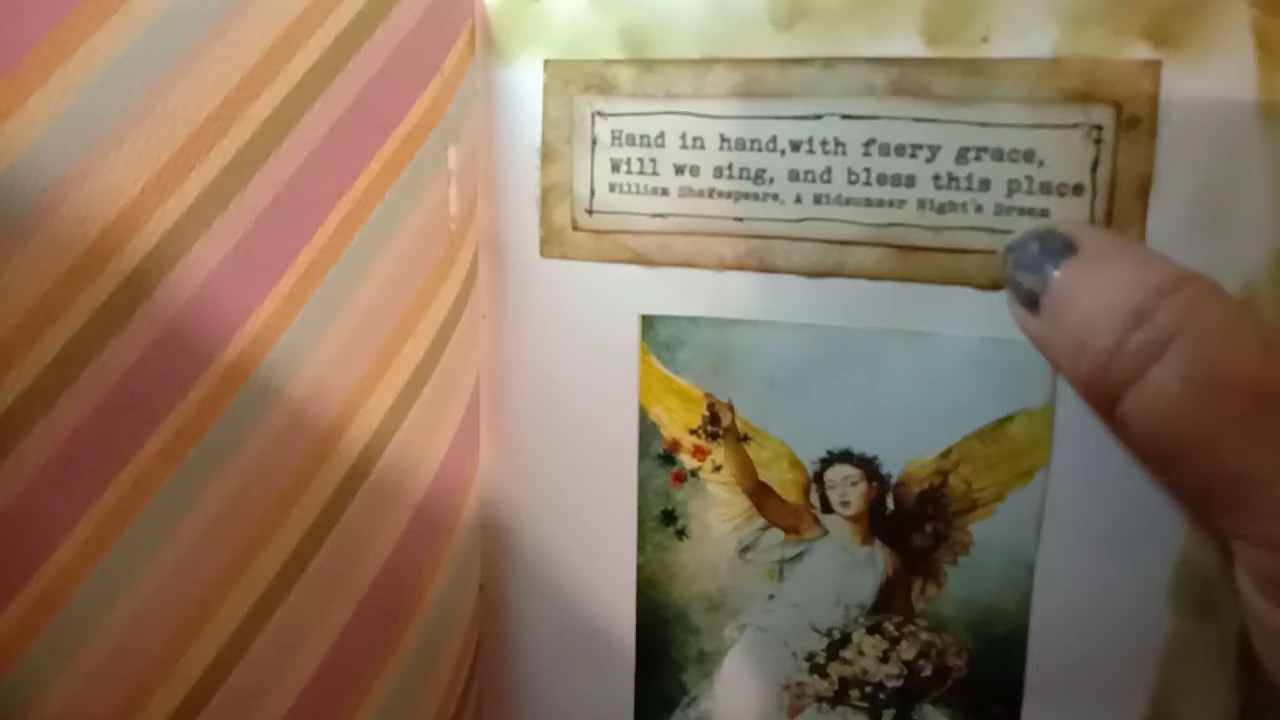 Hand in hand,with faery grace,
Will we sing, and bless this place
William Shakespeare, A Midsummer Night's Dream